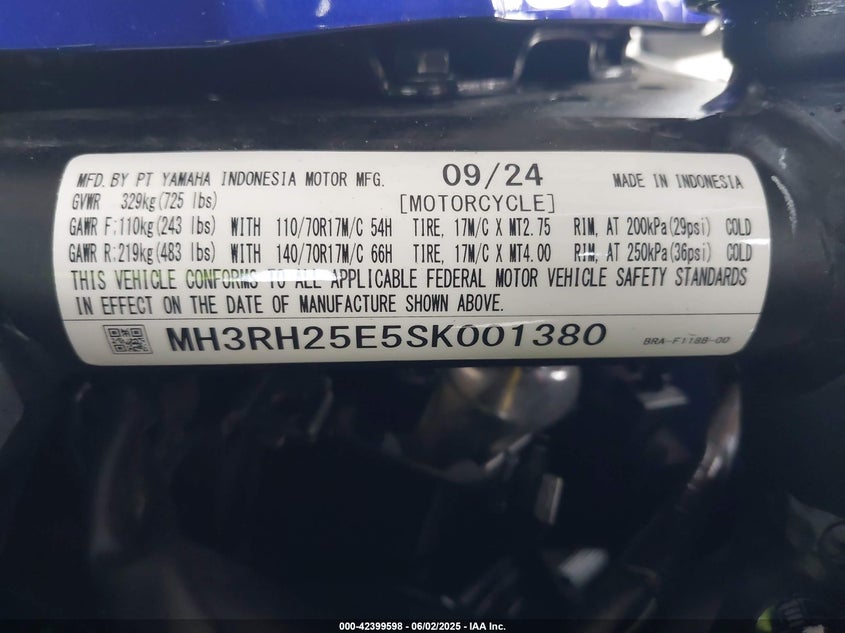 MFD. BY PT YAMAHA INDONESIA MOTOR MFG. 09/24 MADE IN INDONESIA
GVWR 329kg(725 lbs) [MOTORCYCLE]
GAWR F:110kg(243 lbs) WITH 110/70R17M/C 54H TIRE, 17M/C X MT2.75 RIM, AT 200kPa(29psi) COLD
GAWR R:219kg(483 lbs) WITH 140/70R17M/C 66H TIRE, 17M/C X MT4.00 RIM, AT 250kPa(36psi) COLD
THIS VEHICLE CONFORMS TO ALL APPLICABLE FEDERAL MOTOR VEHICLE SAFETY STANDARDS
IN EFFECT ON THE DATE OF MANUFACTURE SHOWN ABOVE.
MH3RH25E5SK001380 BRA-F118B-00
000-42399598 - 06/02/2025 - IAA Inc.